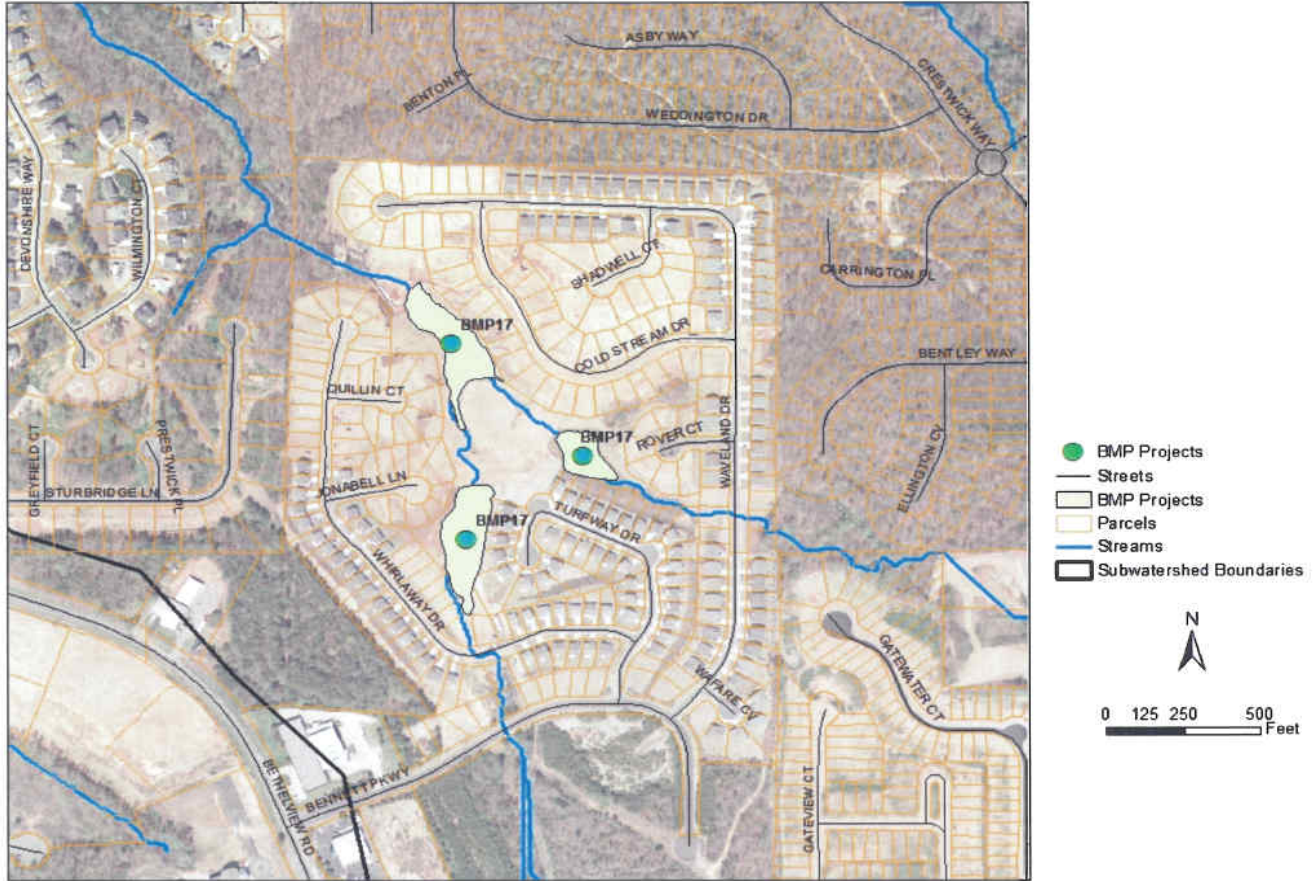 ASBY WAY
BENTON PL
CRESTWICK WAY
WEDDINGTON DR
DEVONSHIRE WAY
WILMINGTON CT
SHADWELL CT
CARRINGTON PL
BMP17
COLD STREAM DR
BENTLEY WAY
QUILLIN CT
WAVELAND DR
ROVER CT
BMP17
GREYFIELD CT
PRESTWICK PL
ELLINGTON CV
STURBRIDGE LN
JONABELL LN
BMP17
TURFWAY DR
WHIRLAWAY DR
WAFARE CV
GATEWATER CT
BETHELVIEW RD
BENNETT PKWY
GATEVIEW CT
BMP Projects
Streets
BMP Projects
Parcels
Streams
Subwatershed Boundaries
N
0 125 250 500
Feet